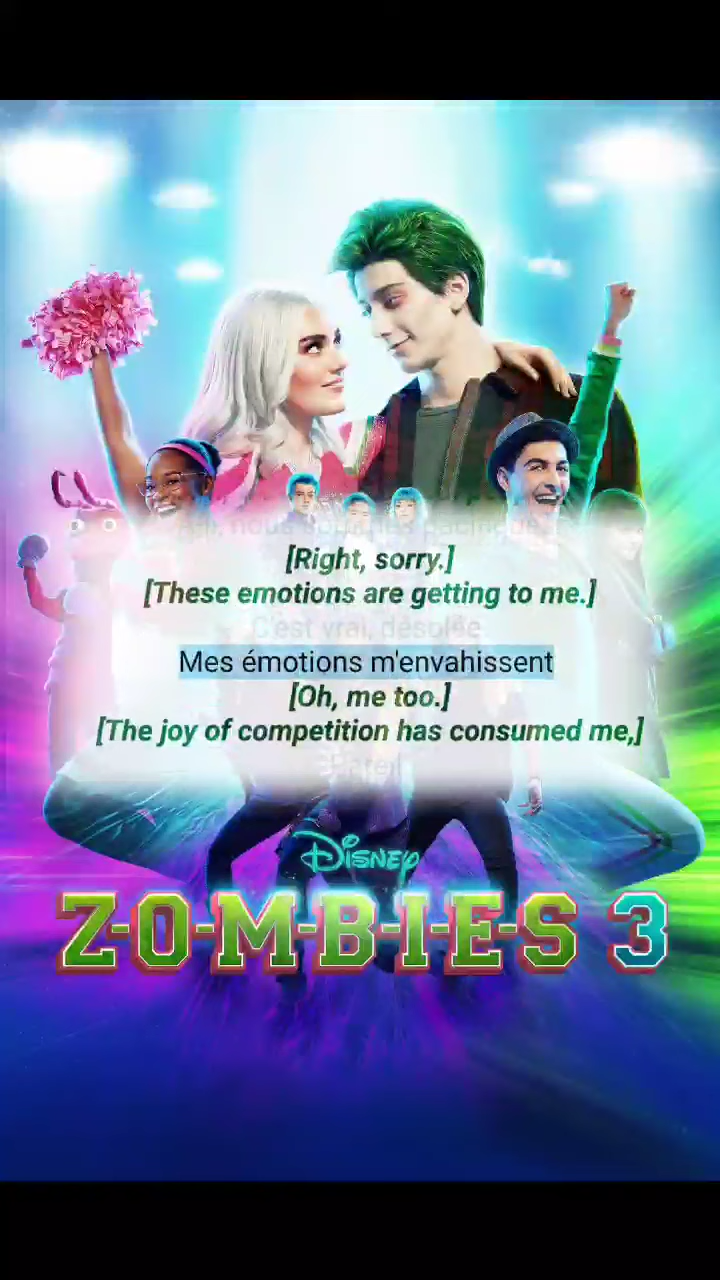 [Right, sorry.]
[These emotions are getting to me.]
C'est vrai, désolée
Mes émotions m'envahissent
[Oh, me too.]
[The joy of competition has consumed me,]
Pareil
DISNEY
Z-O-M-B-I-E-S 3